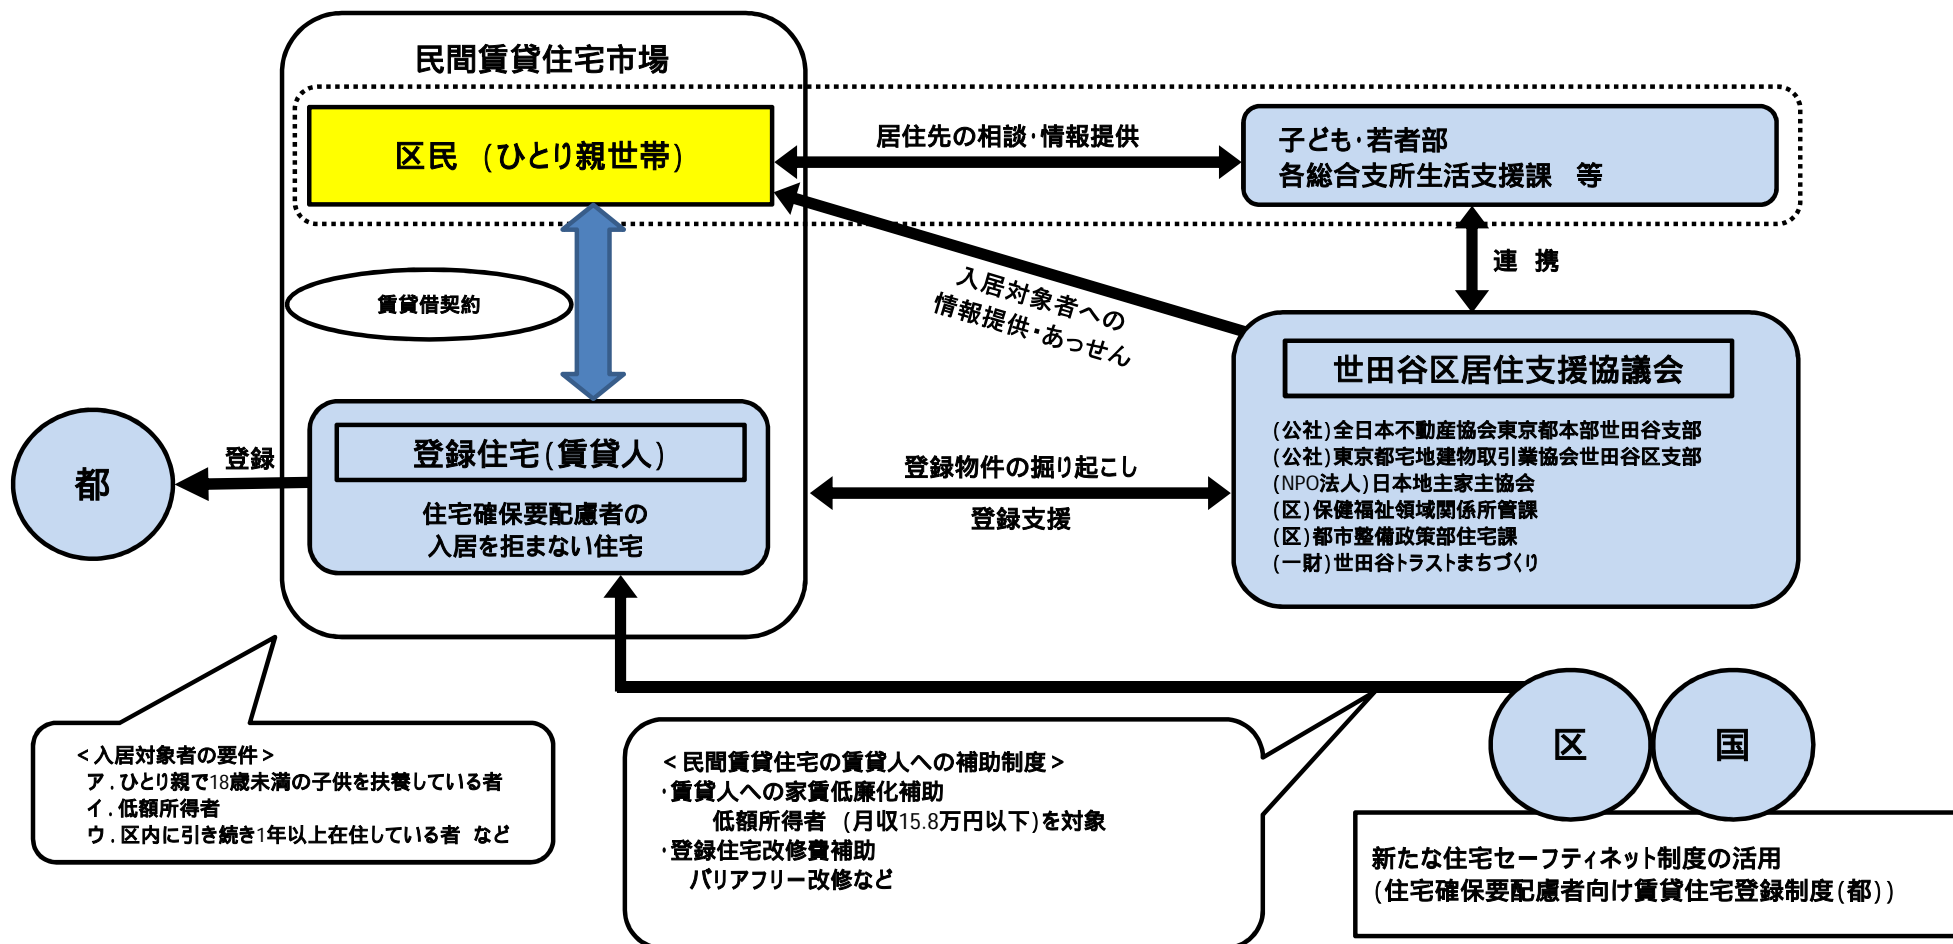 民間賃貸住宅市場
区民 (ひとり親世帯)
居住先の相談・情報提供
子ども・若者部
各総合支所生活支援課 等
連 携
賃貸借契約
入居対象者への
情報提供・あっせん
世田谷区居住支援協議会
(公社)全日本不動産協会東京都本部世田谷支部
(公社)東京都宅地建物取引業協会世田谷区支部
(NPO法人)日本地主家主協会
(区)保健福祉領域関係所管課
(区)都市整備政策部住宅課
(一財)世田谷トラストまちづくり
都
登録
登録住宅(賃貸人)
住宅確保要配慮者の
入居を拒まない住宅
登録物件の掘り起こし
登録支援
<入居対象者の要件>
ア.ひとり親で18歳未満の子供を扶養している者
イ.低額所得者
ウ.区内に引き続き1年以上在住している者 など
<民間賃貸住宅の賃貸人への補助制度>
・賃貸人への家賃低廉化補助
低額所得者 (月収15.8万円以下)を対象
・登録住宅改修費補助
バリアフリー改修など
区
国
新たな住宅セーフティネット制度の活用
(住宅確保要配慮者向け賃貸住宅登録制度(都))